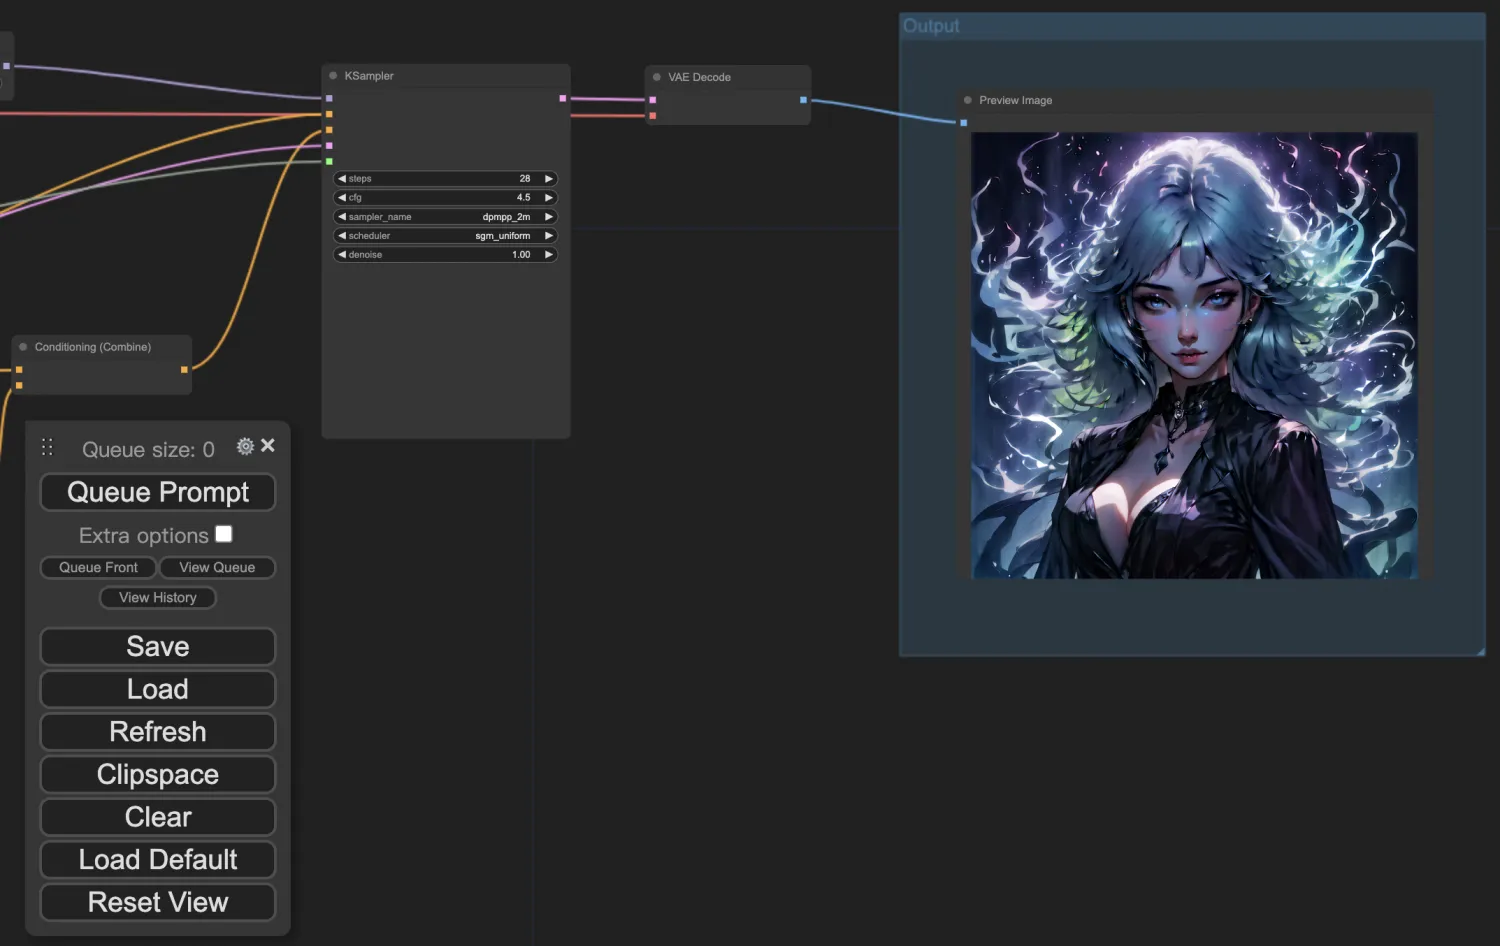 Output
KSampler
VAE Decode
Preview Image
steps 28
cfg 4.5
sampler_name dpmpp_2m
scheduler sgm_uniform
denoise 1.00
Conditioning (Combine)
Queue size: 0
Queue Prompt
Extra options
Queue Front View Queue
View History
Save
Load
Refresh
Clipspace
Clear
Load Default
Reset View